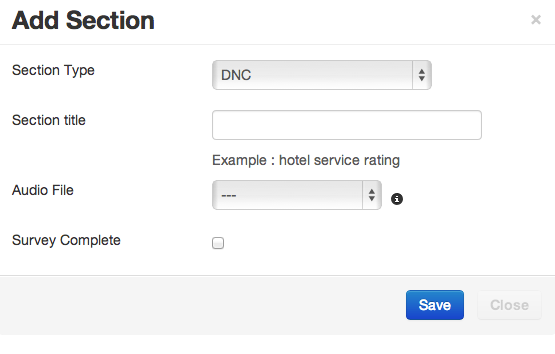 Add Section ×
Section Type DNC
Section title
Example : hotel service rating
Audio File ---
Survey Complete
Save Close